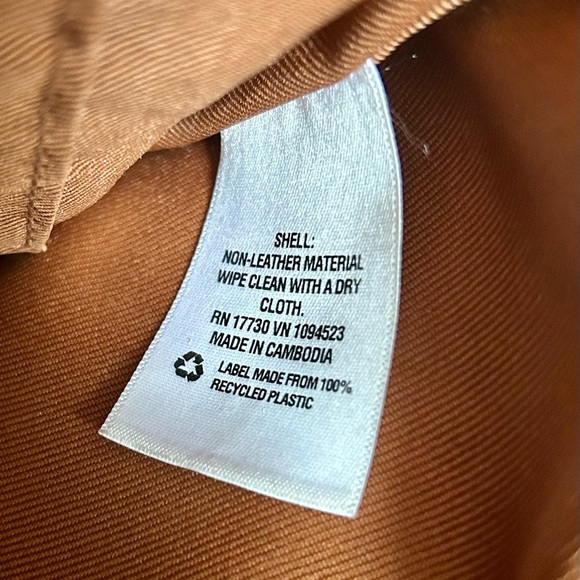 SHELL:
NON-LEATHER MATERIAL
WIPE CLEAN WITH A DRY
CLOTH.
RN 17730 VN 1094523
MADE IN CAMBODIA
LABEL MADE FROM 100%
RECYCLED PLASTIC